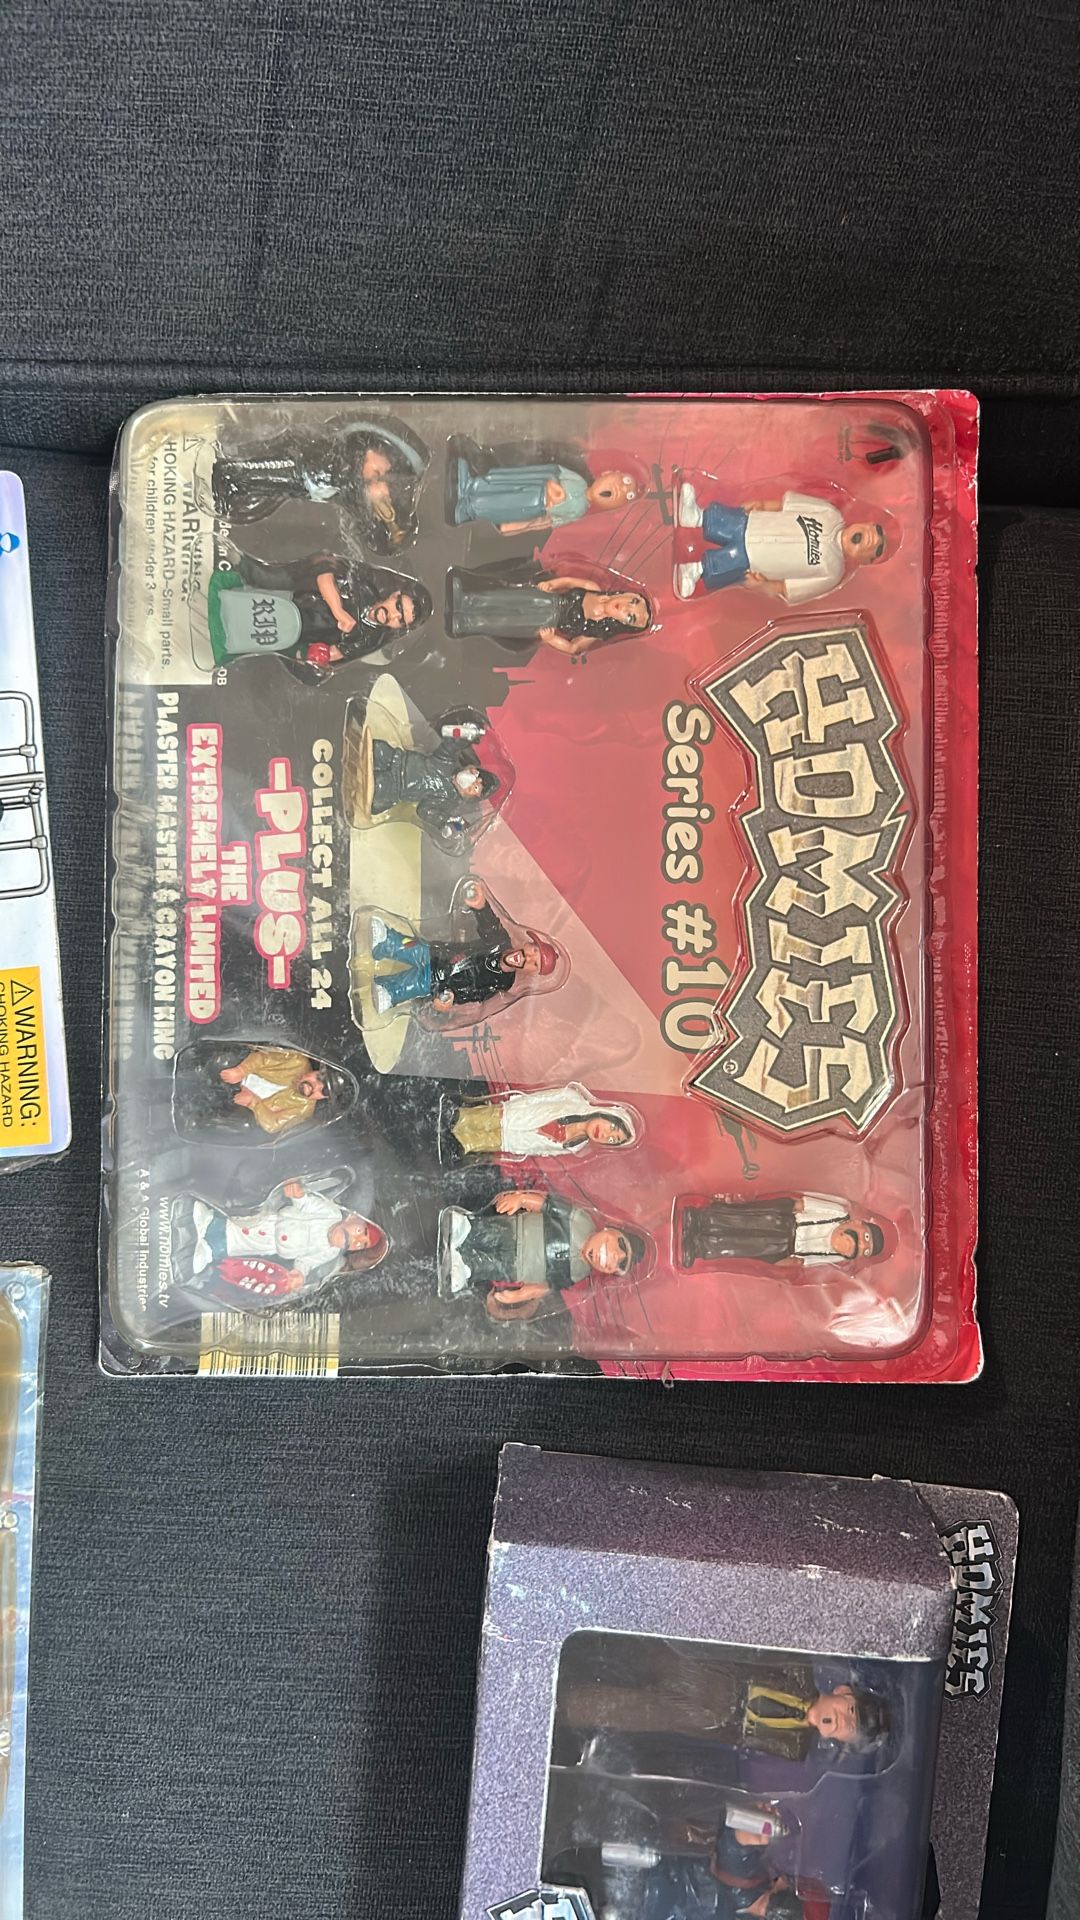 HOMIES
Series #10
Homies
RIP
COLLECT ALL 24
-PLUS-
THE
EXTREMELY LIMITED
PLASTER MASTER & CRAYON KING
WARNING:
CHOKING HAZARD-Small parts.
for children under 3 yrs.
www.homies.tv
A & A Global Industries
WARNING:
CHOKING HAZARD
HOMIES